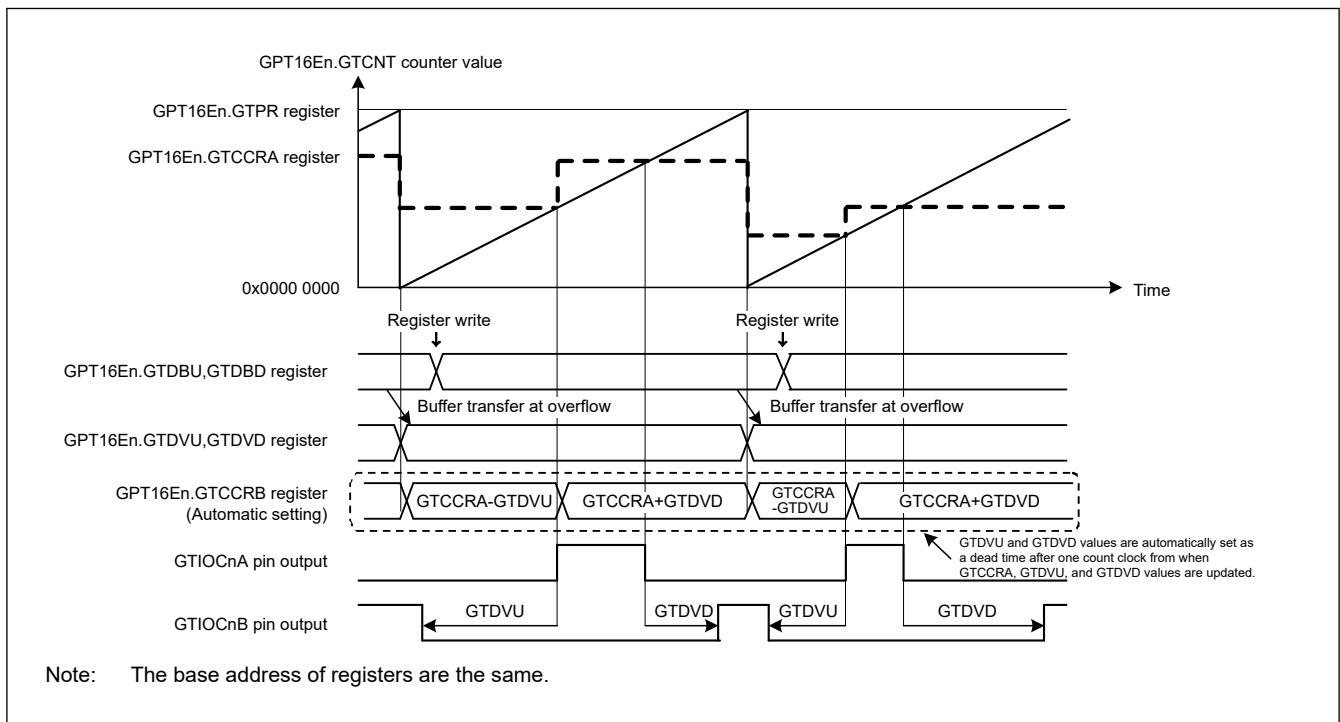 GPT16En.GTCNT counter value
GPT16En.GTPR register
GPT16En.GTCCRA register
0x0000 0000
Time
Register write
Register write
GPT16En.GTDBU,GTDBD register
Buffer transfer at overflow
Buffer transfer at overflow
GPT16En.GTDVU,GTDVD register
GPT16En.GTCCRB register
(Automatic setting)
GTCCRA-GTDVU
GTCCRA+GTDVD
GTCCRA
-GTDVU
GTCCRA+GTDVD
GTDVU and GTDVD values are automatically set as
a dead time after one count clock from when
GTCCRA, GTDVU, and GTDVD values are updated.
GTIOCnA pin output
GTIOCnB pin output
GTDVU
GTDVD
GTDVU
GTDVD
Note: The base address of registers are the same.